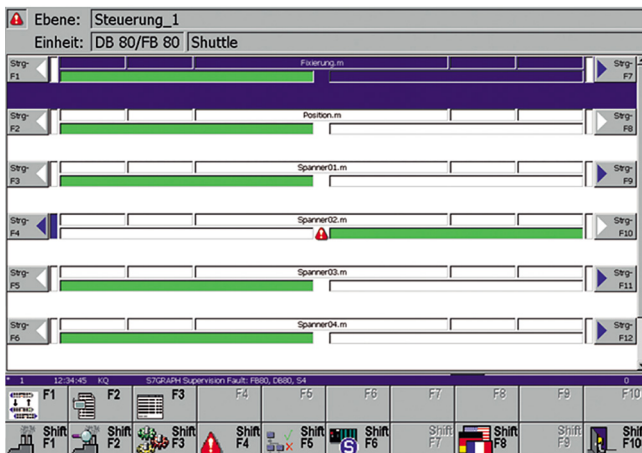 Ebene: Steuerung_1
Einheit: DB 80/FB 80 Shuttle
Strg- Fixierung.m Strg-
F1 F7
Strg- Position.m Strg-
F2 F8
Strg- Spanner01.m Strg-
F3 F9
Strg- Spanner02.m Strg-
F4 F10
Strg- Spanner03.m Strg-
F5 F11
Strg- Spanner04.m Strg-
F6 F12
* 1 12:34:45 KQ S7GRAPH Supervision Fault: FB80, DB80, S4 0
F1 F2 F3 F4 F5 F6 F7 F8 F9 F10
Shift Shift Shift Shift Shift Shift Shift Shift Shift Shift
F1 F2 F3 F4 F5 S F6 F7 F8 F9 F10